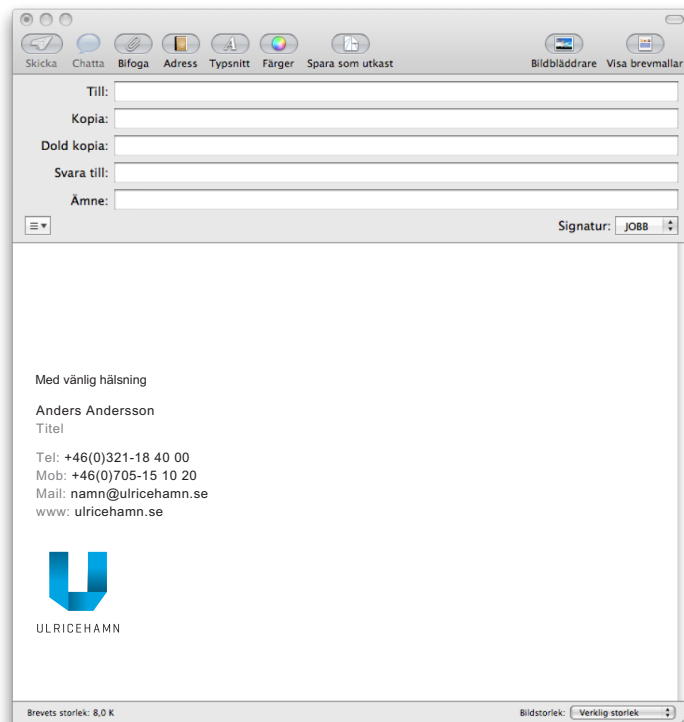 Skicka Chatta Bifoga Adress Typsnitt Färger Spara som utkast Bildbläddrare Visa brevmallar
Till:
Kopia:
Dold kopia:
Svara till:
Ämne:
Signatur: JOBB
Med vänlig hälsning
Anders Andersson
Titel
Tel: +46(0)321-18 40 00
Mob: +46(0)705-15 10 20
Mail: namn@ulricehamn.se
www: ulricehamn.se
ULRICEHAMN
Brevets storlek: 8,0 K Bildstorlek: Verklig storlek